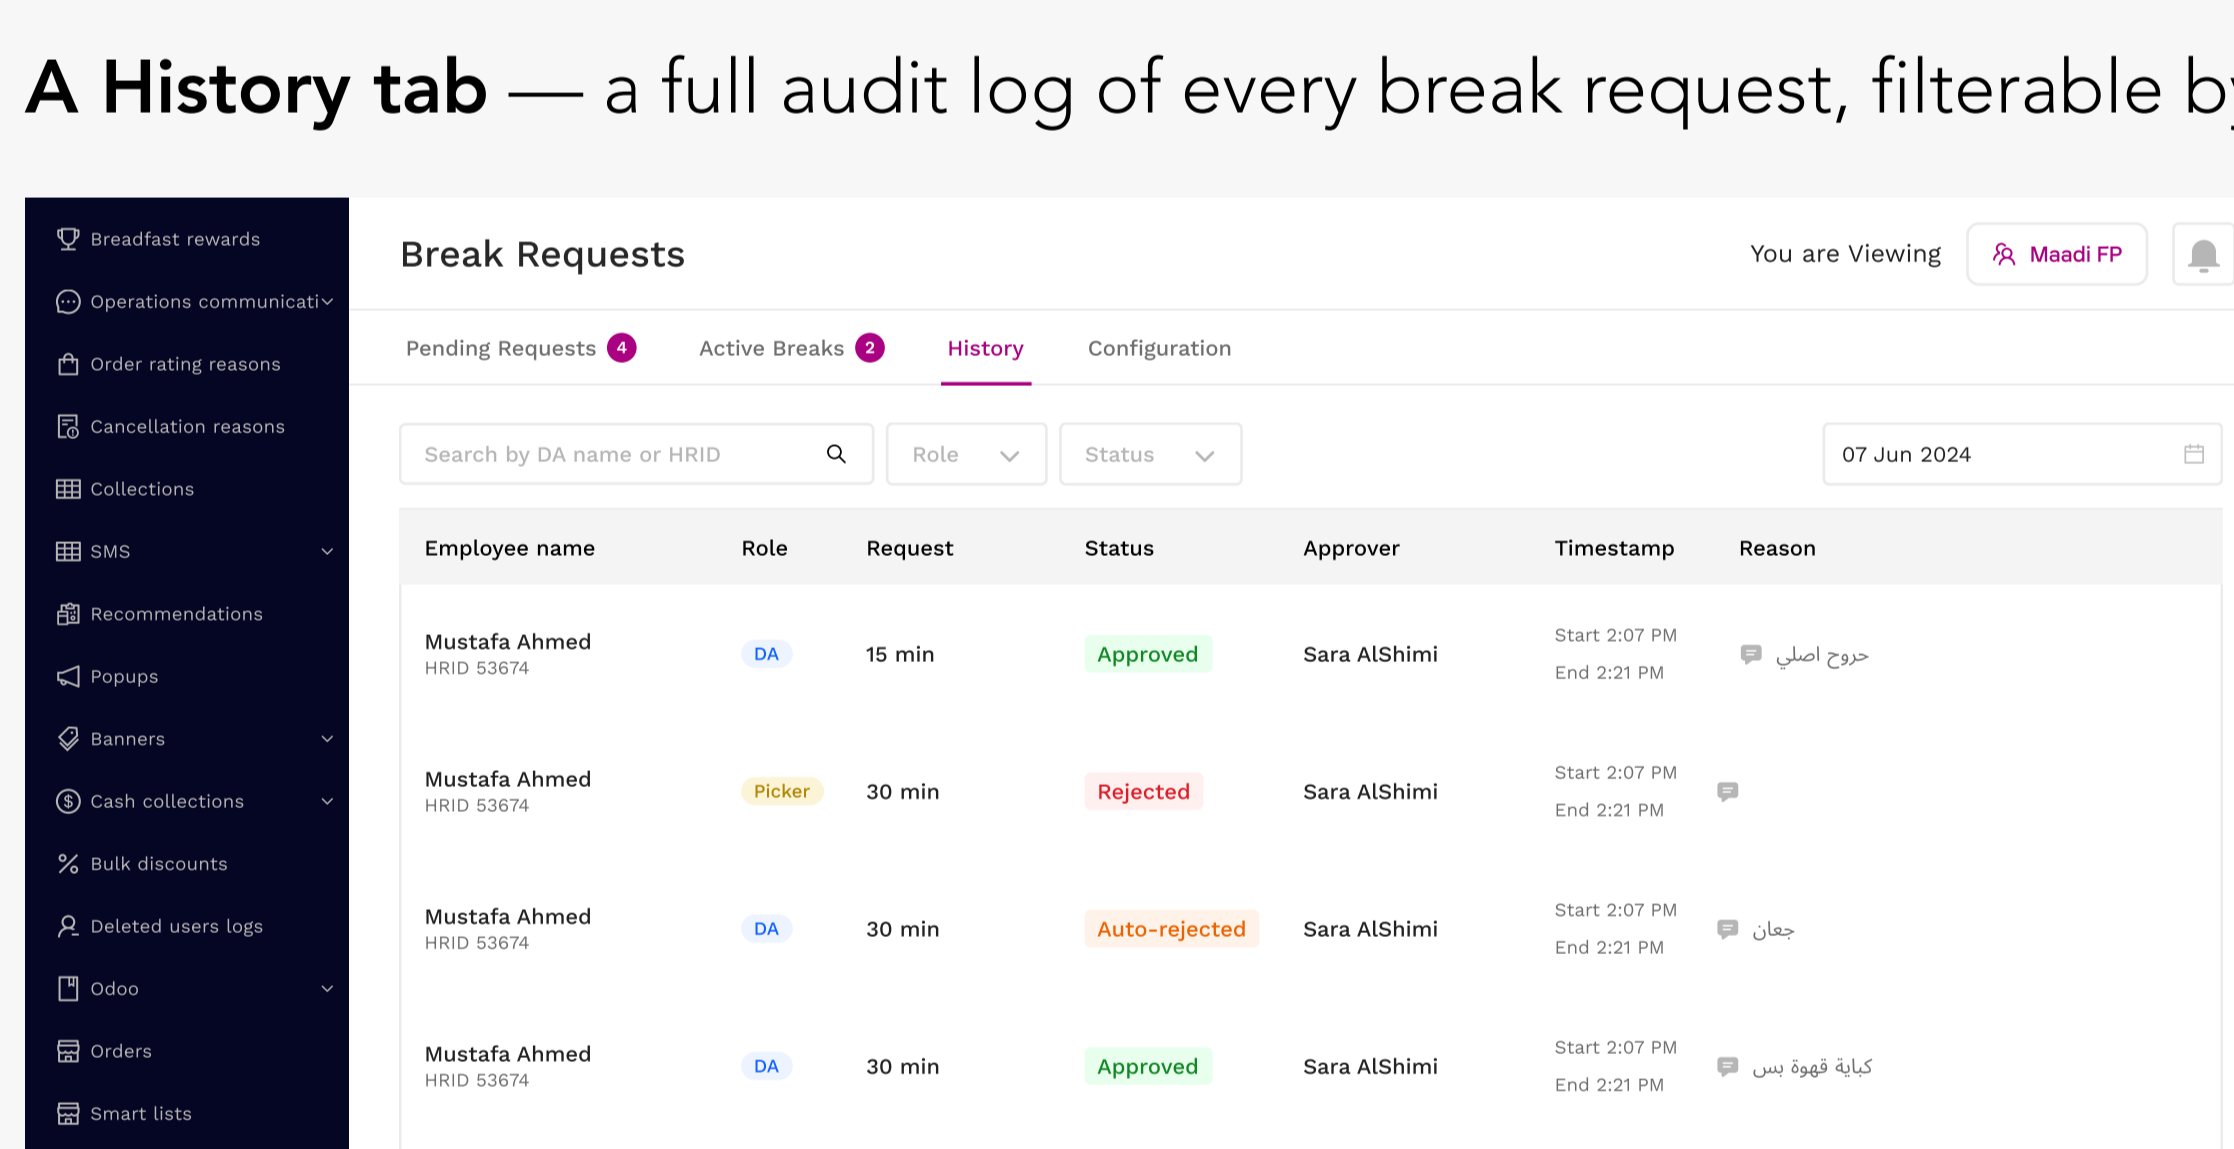 A History tab — a full audit log of every break request, filterable by
Breadfast rewards
Operations communicati
Order rating reasons
Cancellation reasons
Collections
SMS
Recommendations
Popups
Banners
Cash collections
Bulk discounts
Deleted users logs
Odoo
Orders
Smart lists
Break Requests
You are Viewing Maadi FP
Pending Requests 4 Active Breaks 2 History Configuration
Search by DA name or HRID Role Status 07 Jun 2024
Employee name Role Request Status Approver Timestamp Reason
Mustafa Ahmed
HRID 53674
DA 15 min Approved Sara AlShimi
Start 2:07 PM
End 2:21 PM
حروح اصلي
Mustafa Ahmed
HRID 53674
Picker 30 min Rejected Sara AlShimi
Start 2:07 PM
End 2:21 PM
Mustafa Ahmed
HRID 53674
DA 30 min Auto-rejected Sara AlShimi
Start 2:07 PM
End 2:21 PM
جعان
Mustafa Ahmed
HRID 53674
DA 30 min Approved Sara AlShimi
Start 2:07 PM
End 2:21 PM
كباية قهوة بس